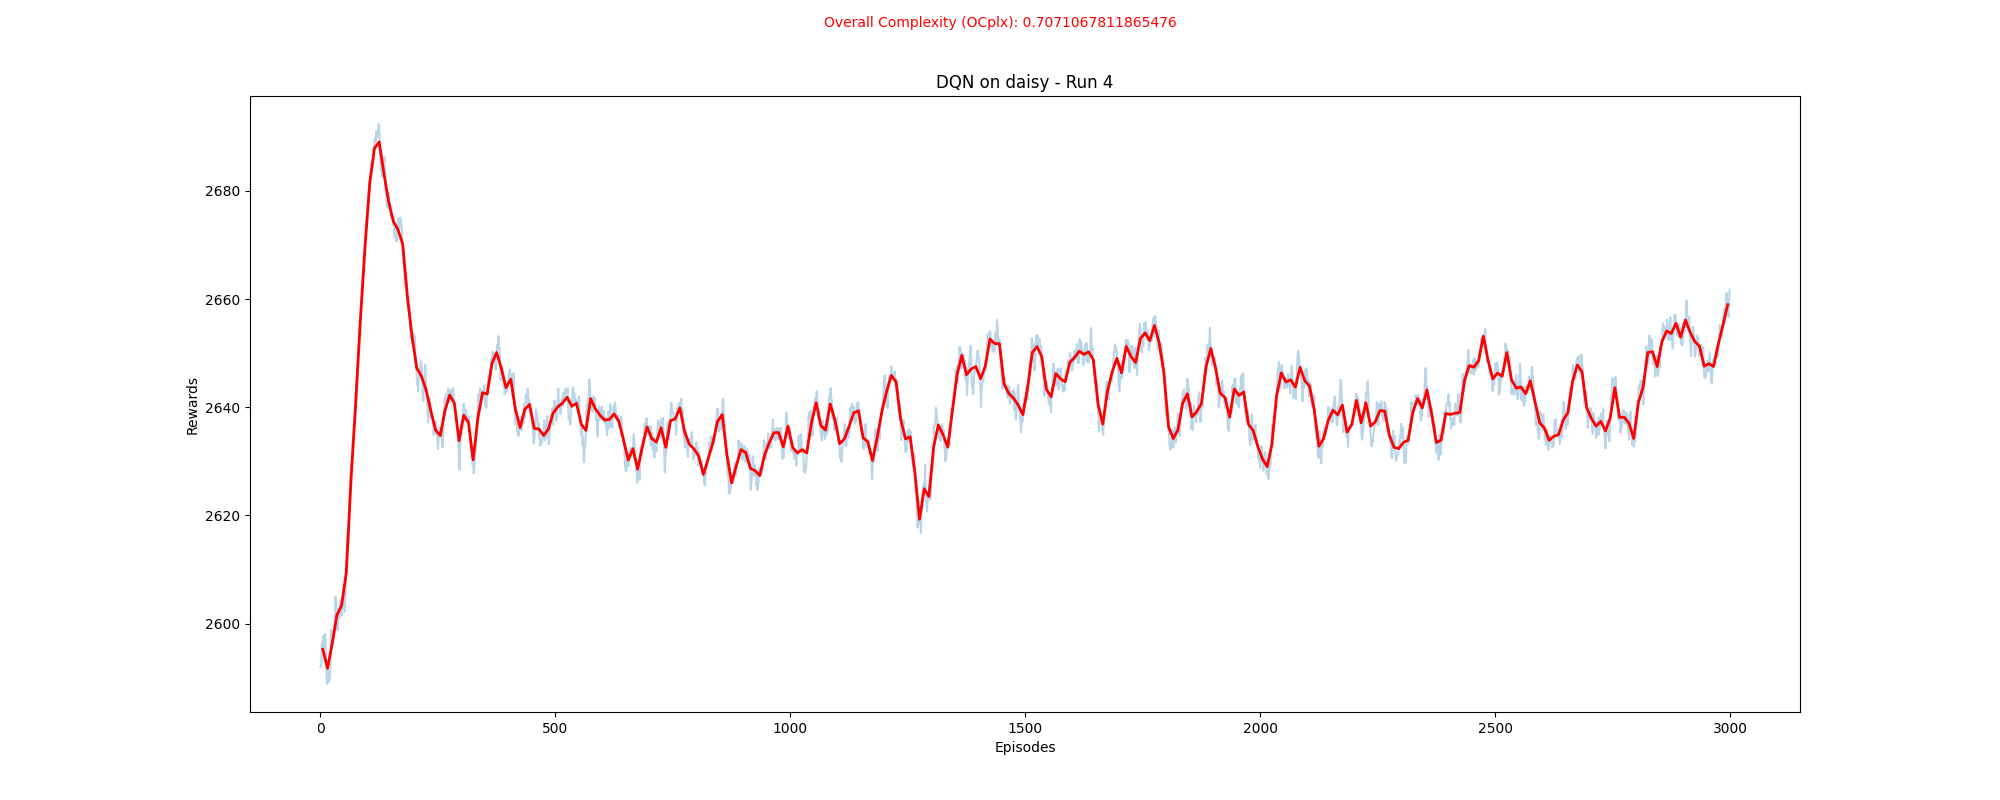 Overall Complexity (OCplx): 0.7071067811865476
DQN on daisy - Run 4
Rewards
2680
2660
2640
2620
2600
0 500 1000 1500 2000 2500 3000
Episodes